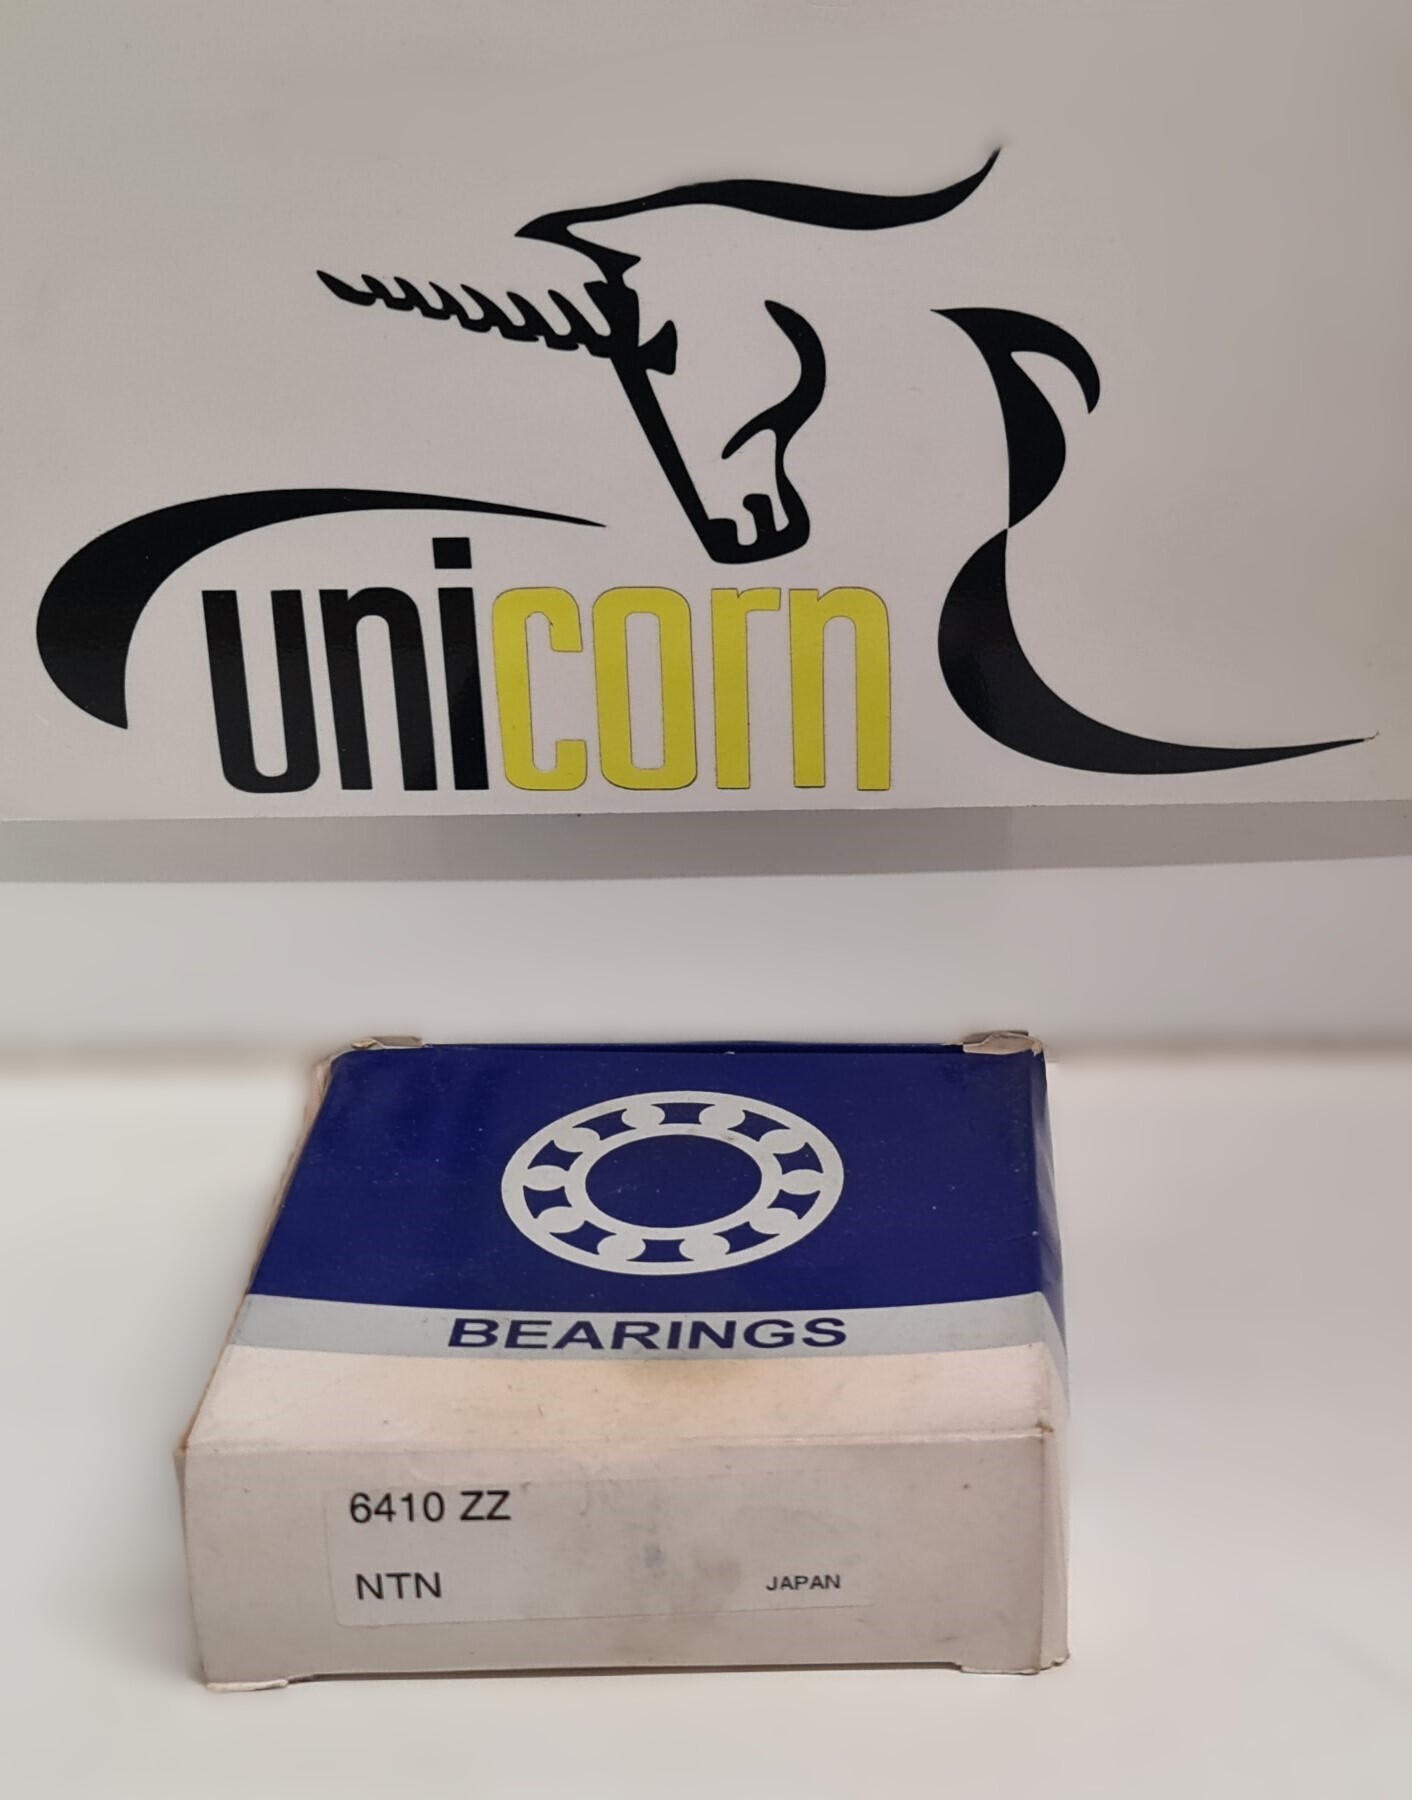 unicorn
BEARINGS
6410 ZZ
NTN
JAPAN